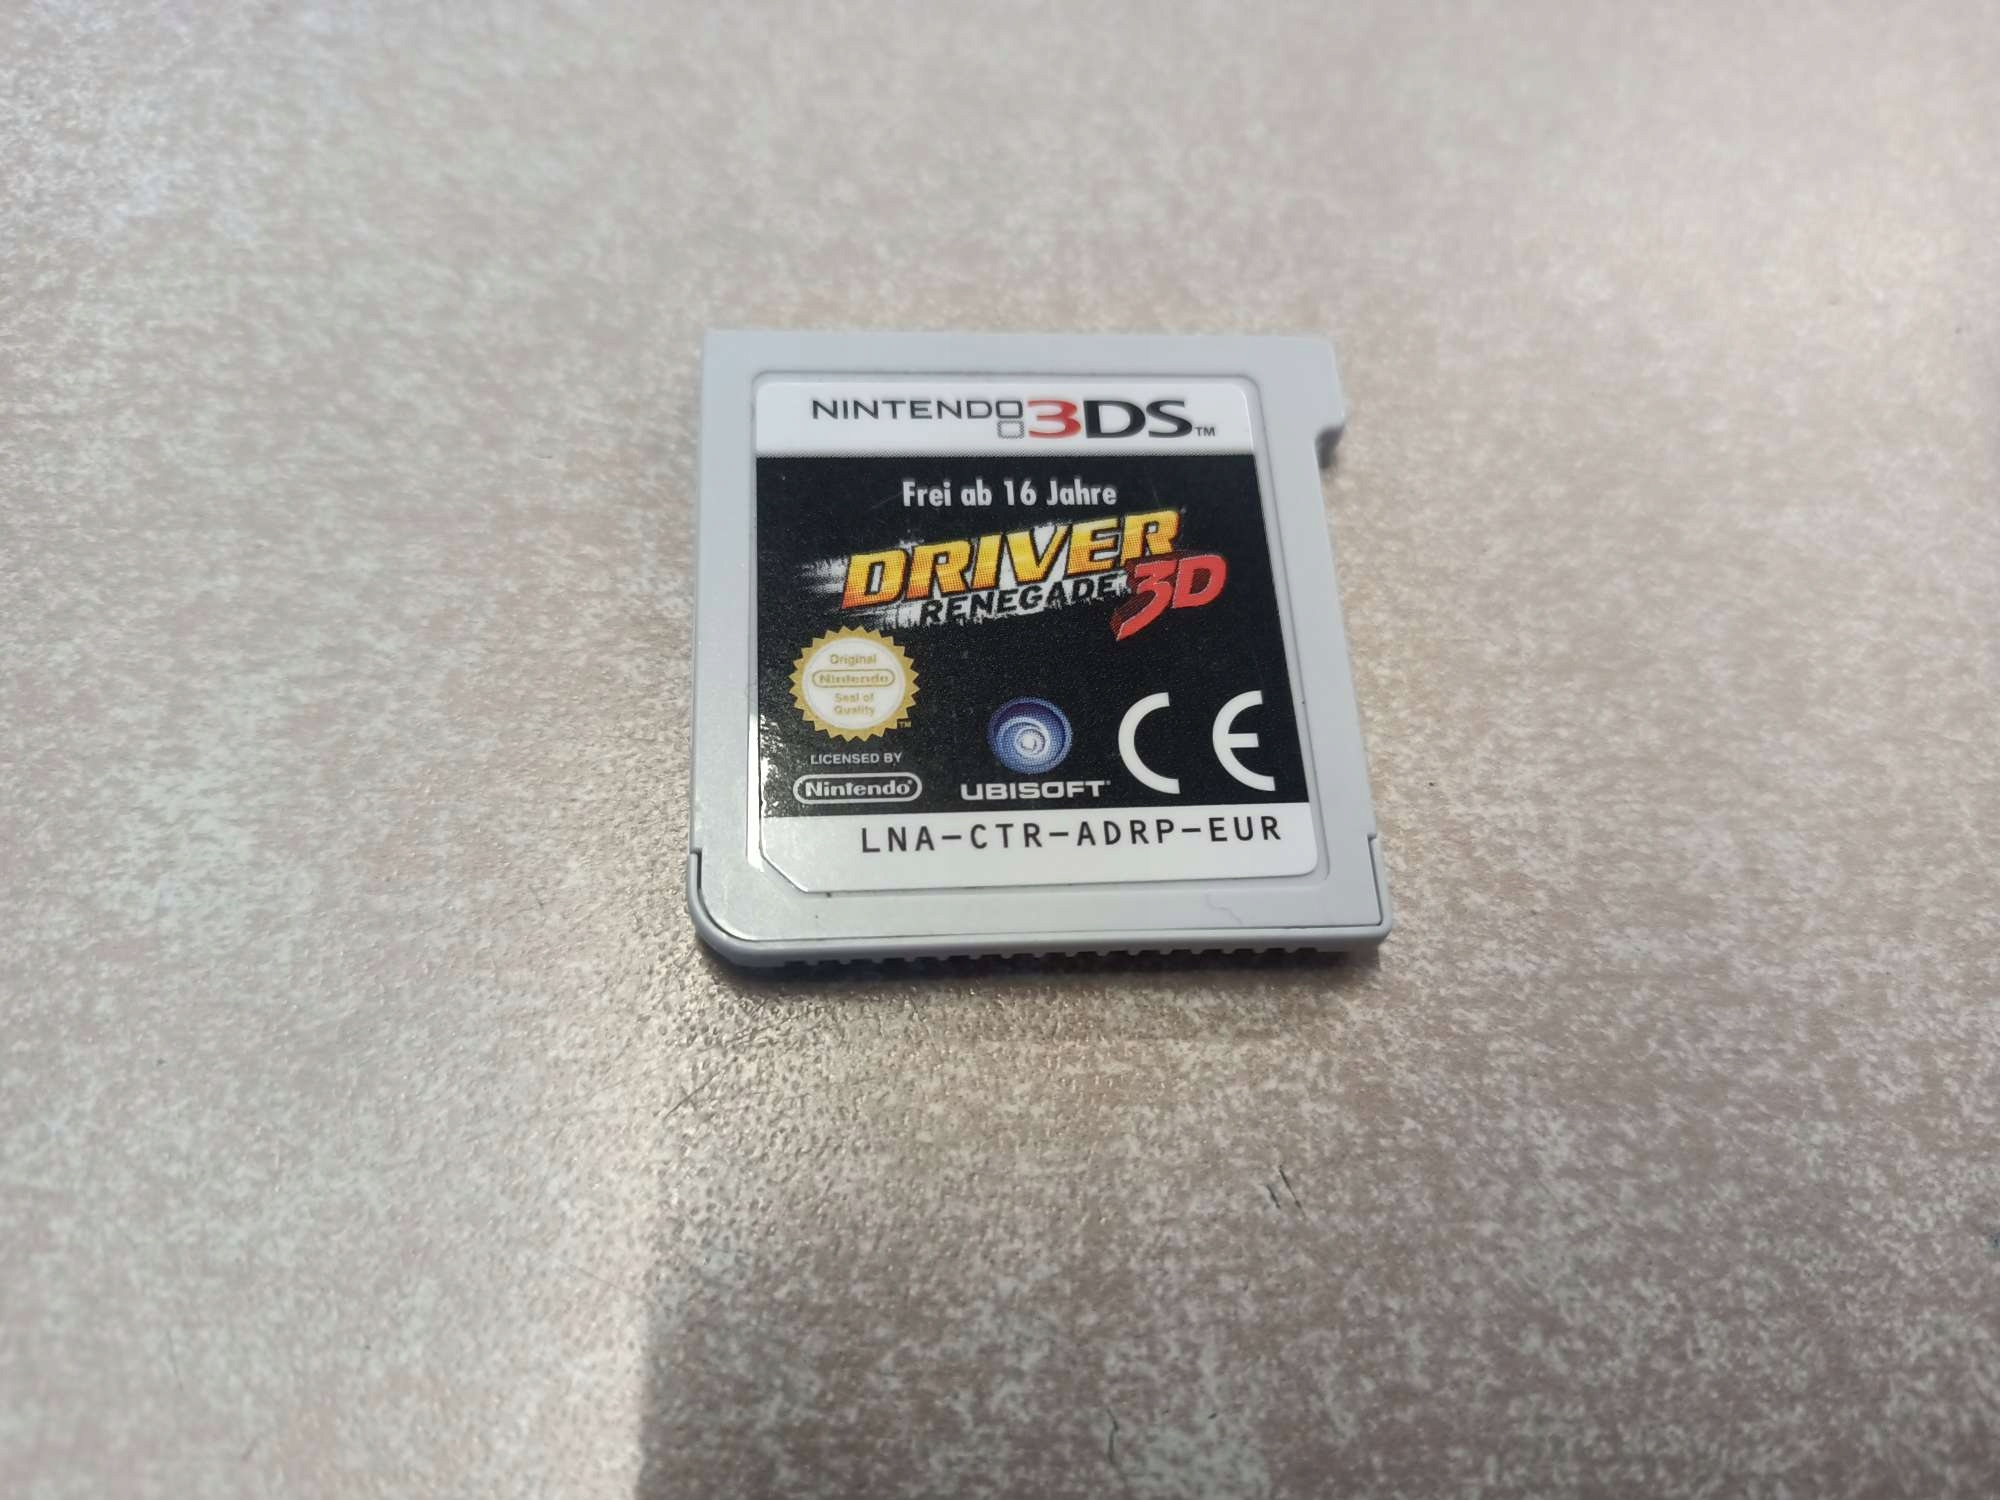 NINTENDO 3DS™
Frei ab 16 Jahre
DRIVER
RENEGADE 3D
Original
Nintendo
Seal of
Quality
™
LICENSED BY
Nintendo®
UBISOFT®
CE
LNA-CTR-ADRP-EUR